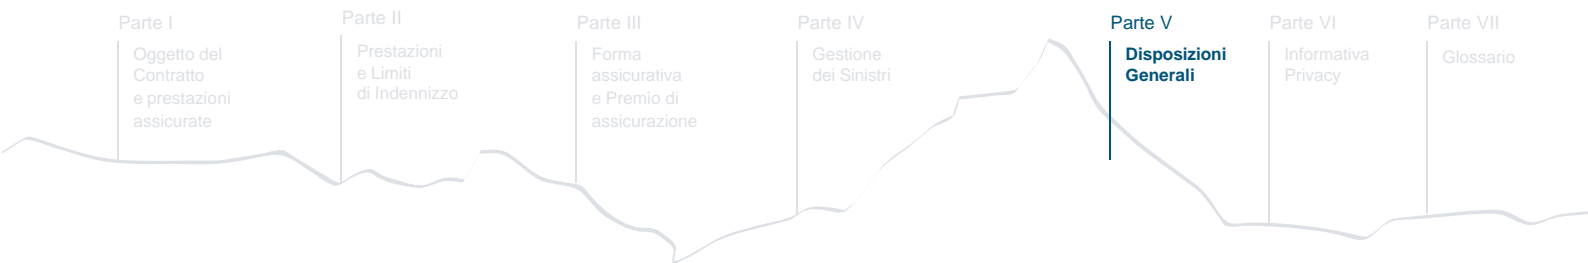 Parte I
Oggetto del
Contratto
e prestazioni
assicurate
Parte II
Prestazioni
e Limiti
di Indennizzo
Parte III
Forma
assicurativa
e Premio di
assicurazione
Parte IV
Gestione
dei Sinistri
Parte V
Disposizioni
Generali
Parte VI
Informativa
Privacy
Parte VII
Glossario